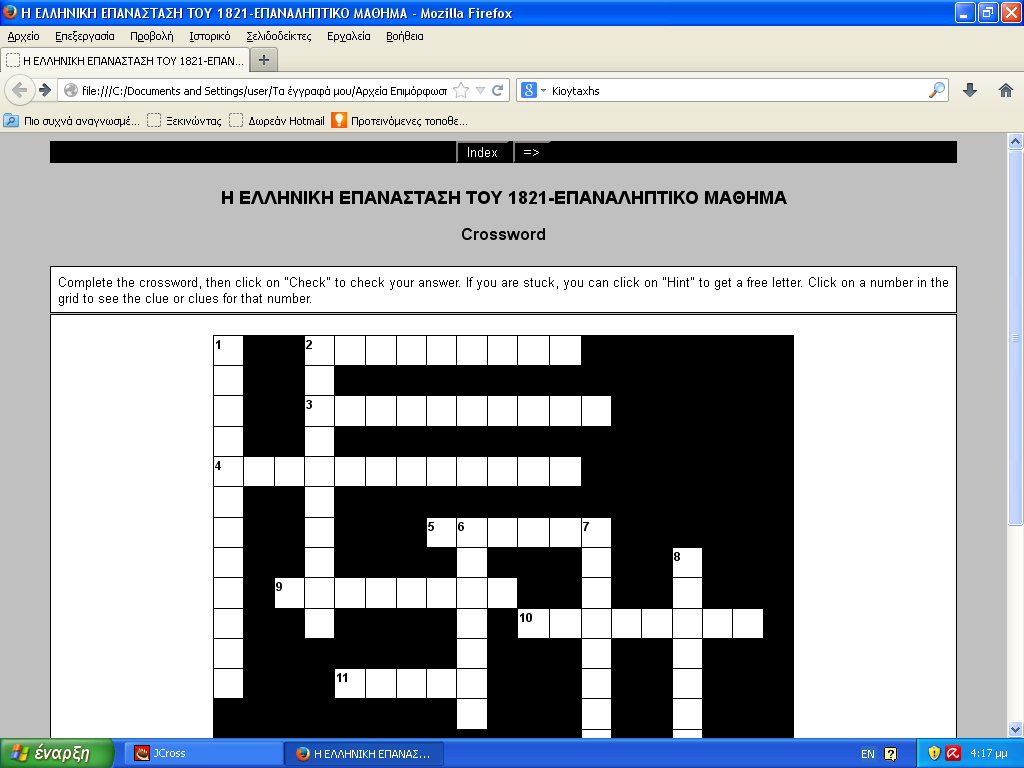 Η ΕΛΛΗΝΙΚΗ ΕΠΑΝΑΣΤΑΣΗ ΤΟΥ 1821-ΕΠΑΝΑΛΗΠΤΙΚΟ ΜΑΘΗΜΑ - Mozilla Firefox
Αρχείο Επεξεργασία Προβολή Ιστορικό Σελιδοδείκτες Εργαλεία Βοήθεια
Η ΕΛΛΗΝΙΚΗ ΕΠΑΝΑΣΤΑΣΗ ΤΟΥ 1821-ΕΠΑΝ... +
file:///C:/Documents and Settings/user/Τα έγγραφά μου/Αρχεία Επιμόρφωση 8 Kioytaxhs
Πιο συχνά αναγνωσμέ... Ξεκινώντας Δωρεάν Hotmail Προτεινόμενες τοποθε...
Index =>
Η ΕΛΛΗΝΙΚΗ ΕΠΑΝΑΣΤΑΣΗ ΤΟΥ 1821-ΕΠΑΝΑΛΗΠΤΙΚΟ ΜΑΘΗΜΑ
Crossword
Complete the crossword, then click on "Check" to check your answer. If you are stuck, you can click on "Hint" to get a free letter. Click on a number in the
grid to see the clue or clues for that number.
1 2
3
4
5 6 7
8
9
10
11
έναρξη JCross Η ΕΛΛΗΝΙΚΗ ΕΠΑΝΑΣ... EN ? 4:17 μμ